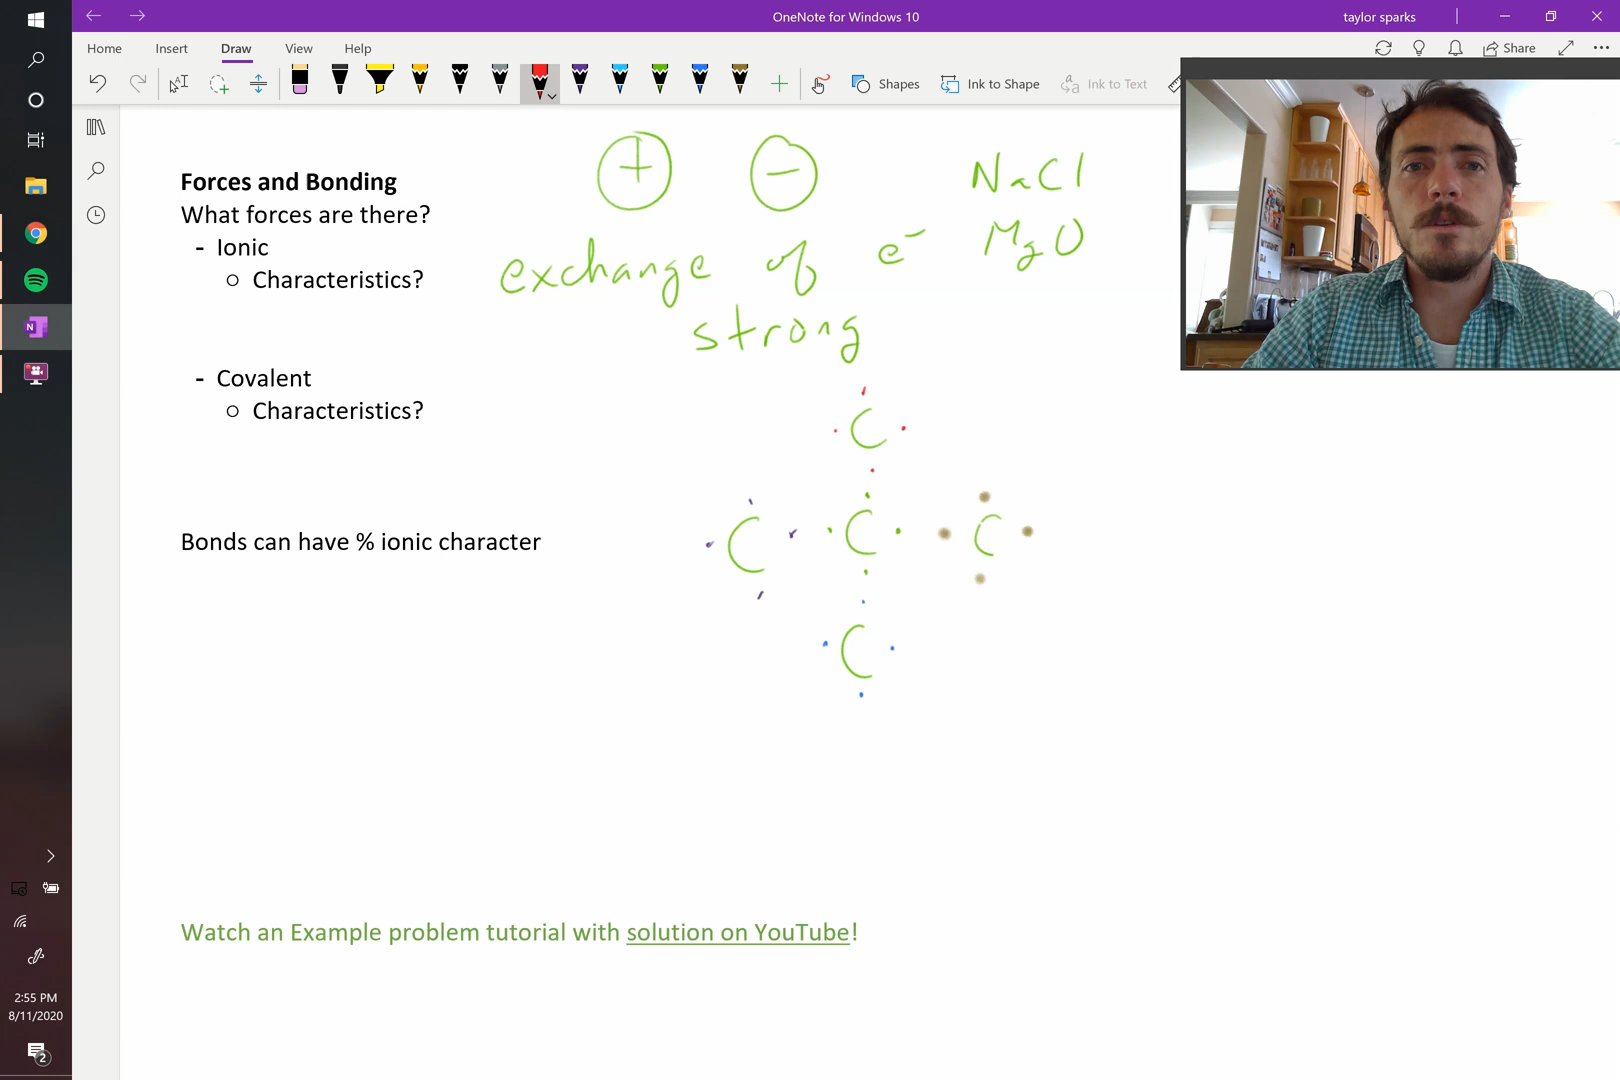 OneNote for Windows 10
taylor sparks
Home Insert Draw View Help
Share
Shapes
Ink to Shape
Ink to Text
Forces and Bonding
What forces are there?
- Ionic
Characteristics?
+ − NaCl
exchange of e⁻ MgO
strong
- Covalent
Characteristics?
C
C C C
C
Bonds can have % ionic character
Watch an Example problem tutorial with solution on YouTube!
2:55 PM
8/11/2020
2